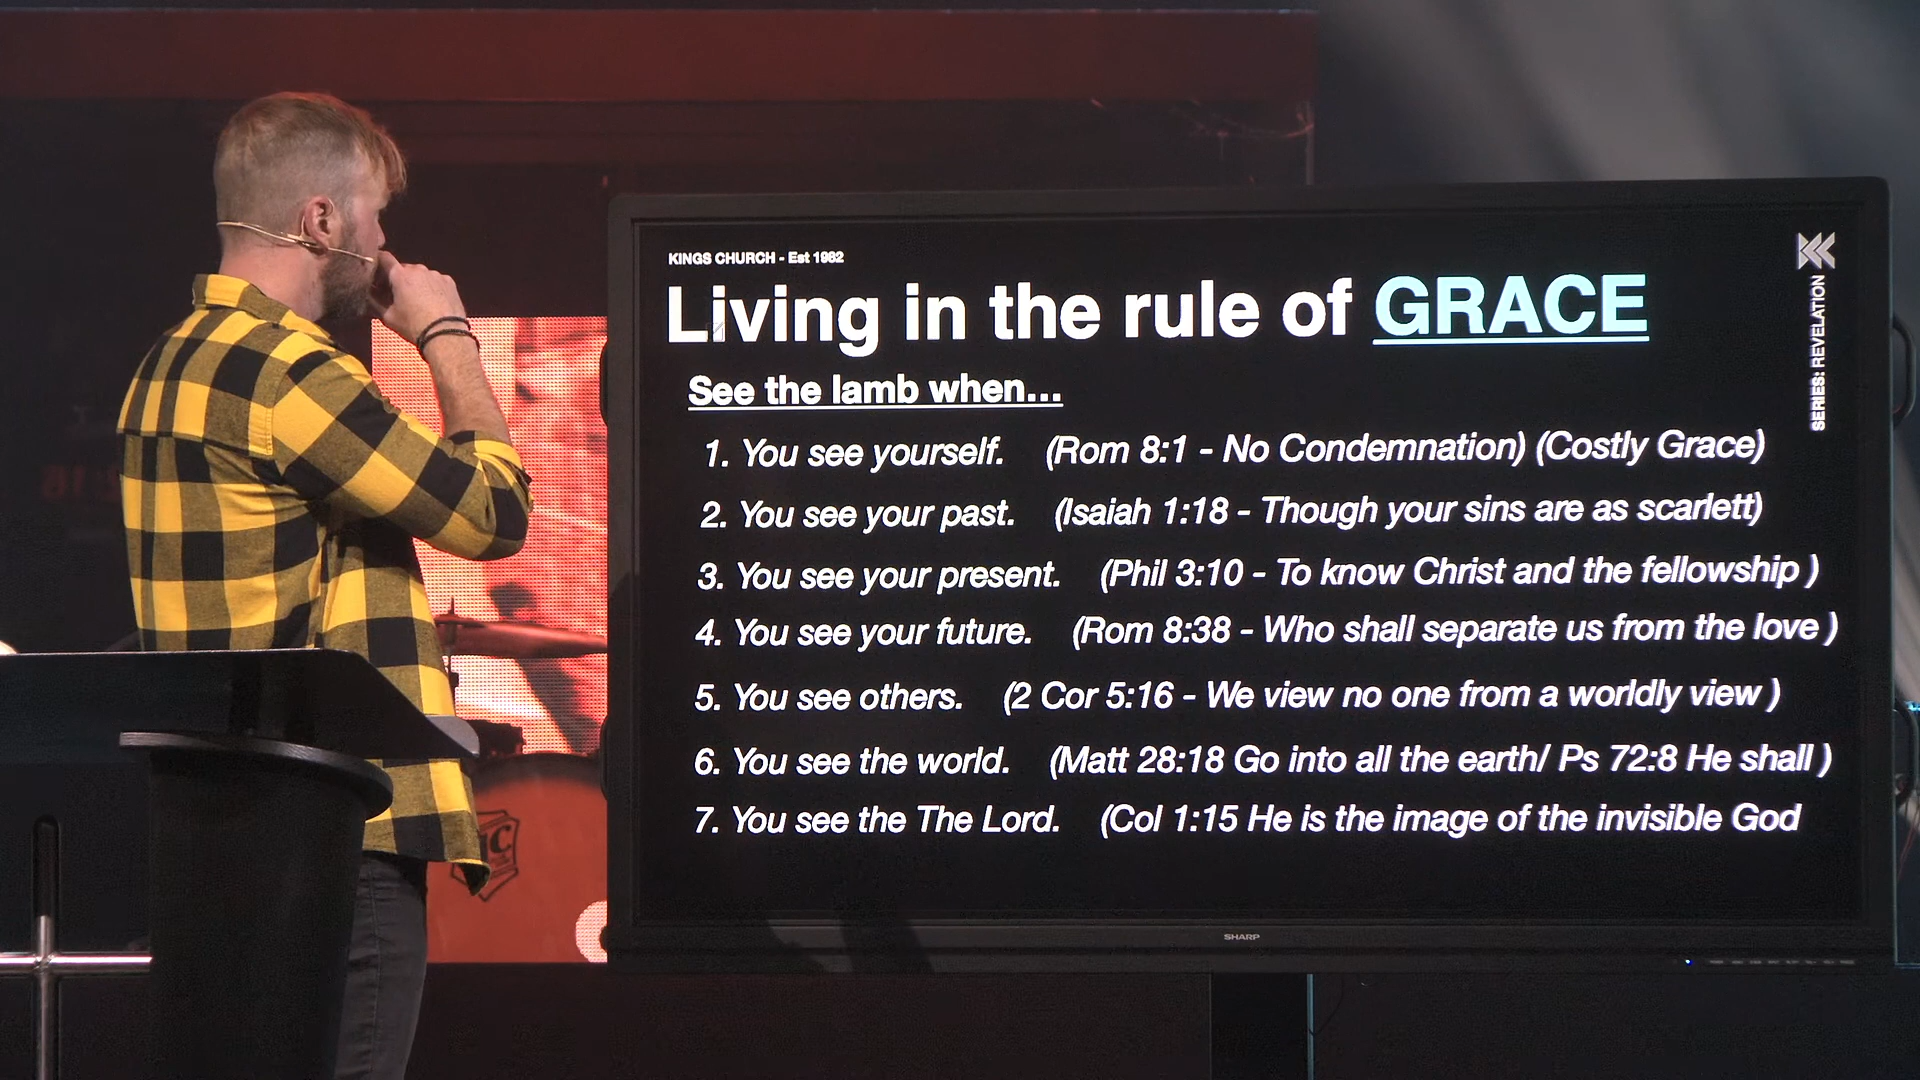 KINGS CHURCH - Est 1982
Living in the rule of GRACE
See the lamb when...
1. You see yourself. (Rom 8:1 - No Condemnation) (Costly Grace)
2. You see your past. (Isaiah 1:18 - Though your sins are as scarlett)
3. You see your present. (Phil 3:10 - To know Christ and the fellowship )
4. You see your future. (Rom 8:38 - Who shall separate us from the love )
5. You see others. (2 Cor 5:16 - We view no one from a worldly view )
6. You see the world. (Matt 28:18 Go into all the earth/ Ps 72:8 He shall )
7. You see the The Lord. (Col 1:15 He is the image of the invisible God
SERIES: REVELATION
SHARP